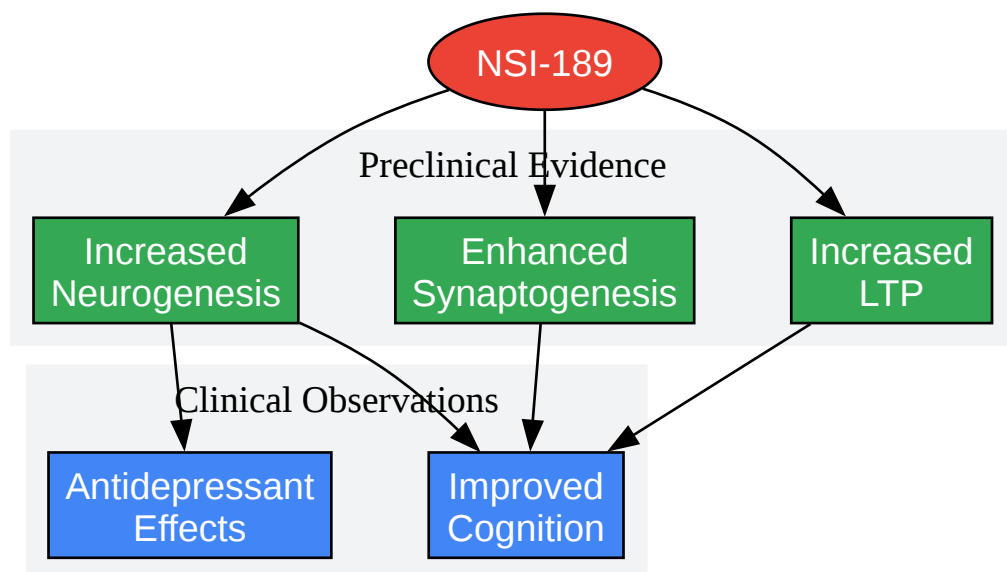 NSI-189
Preclinical Evidence
Increased
Neurogenesis
Enhanced
Synaptogenesis
Increased
LTP
Clinical Observations
Antidepressant
Effects
Improved
Cognition